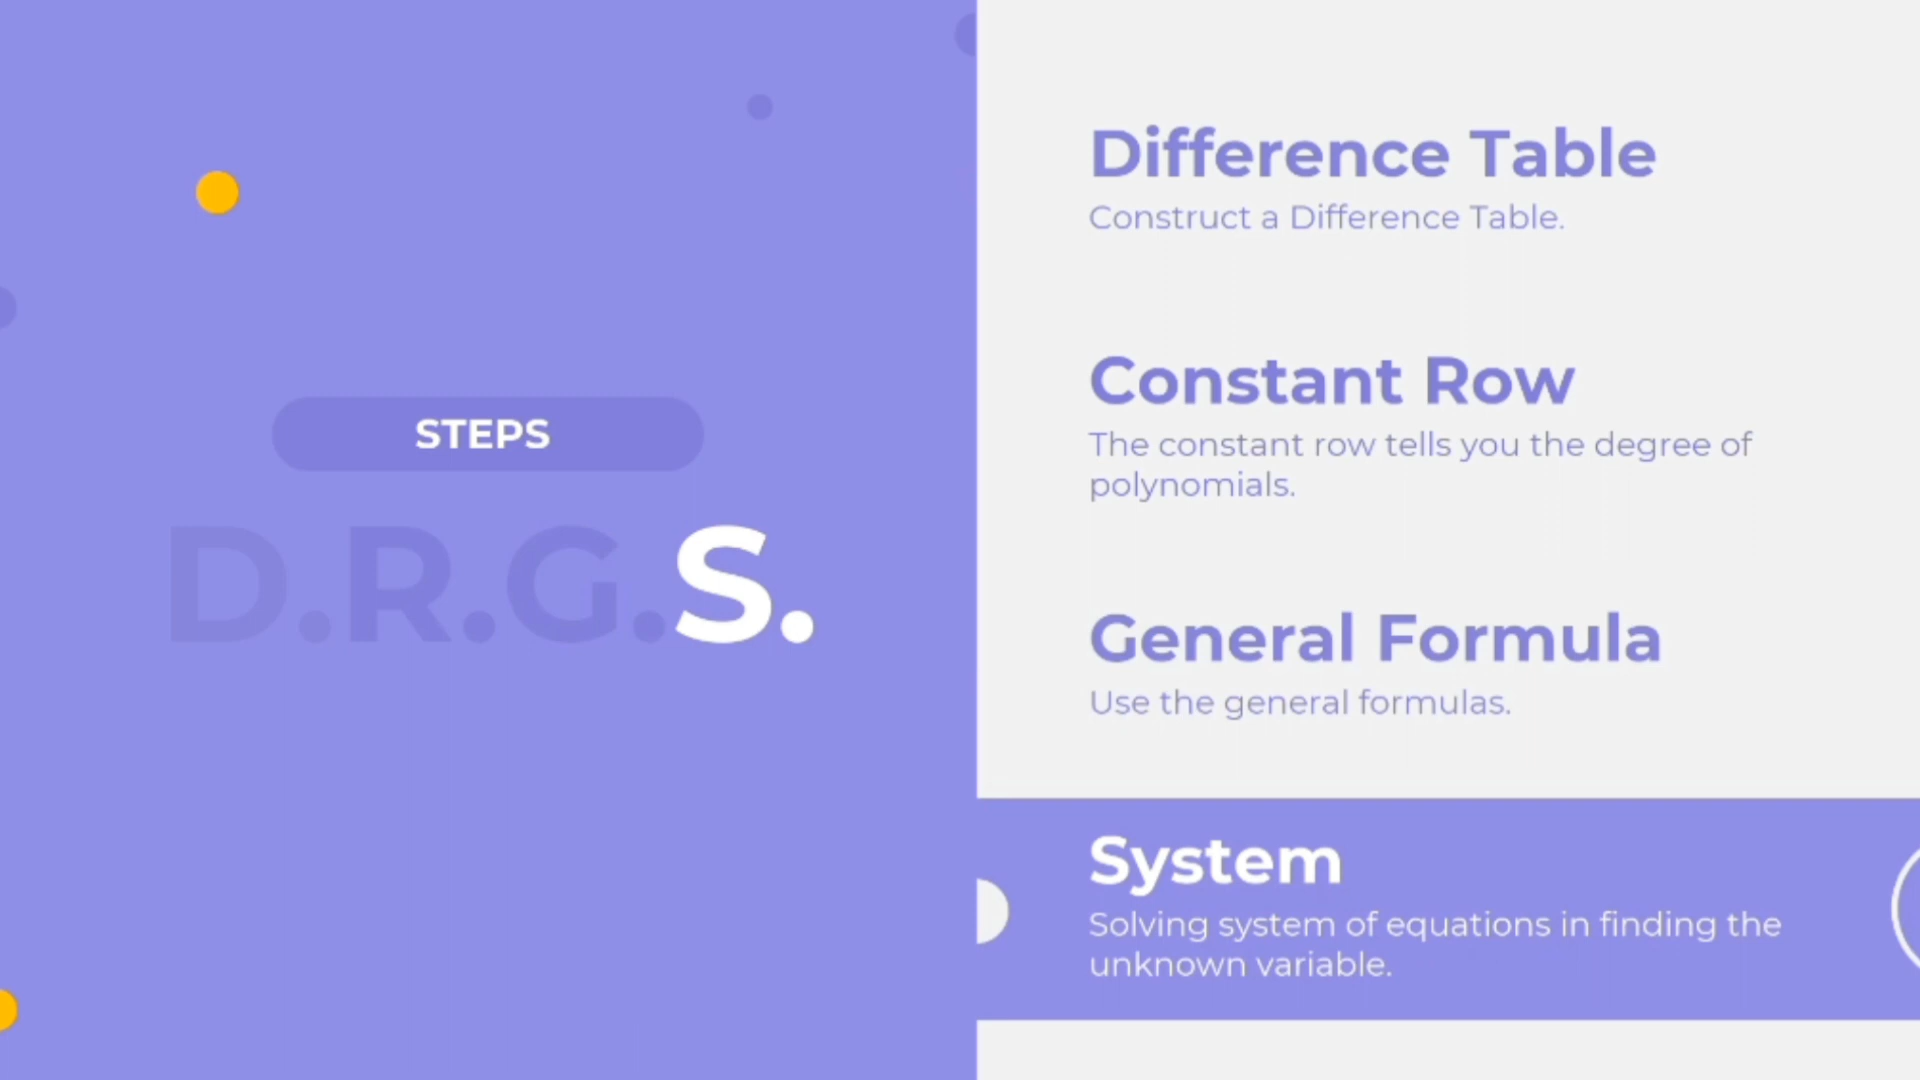 STEPS
D.R.G.S.
Difference Table
Construct a Difference Table.
Constant Row
The constant row tells you the degree of
polynomials.
General Formula
Use the general formulas.
System
Solving system of equations in finding the
unknown variable.